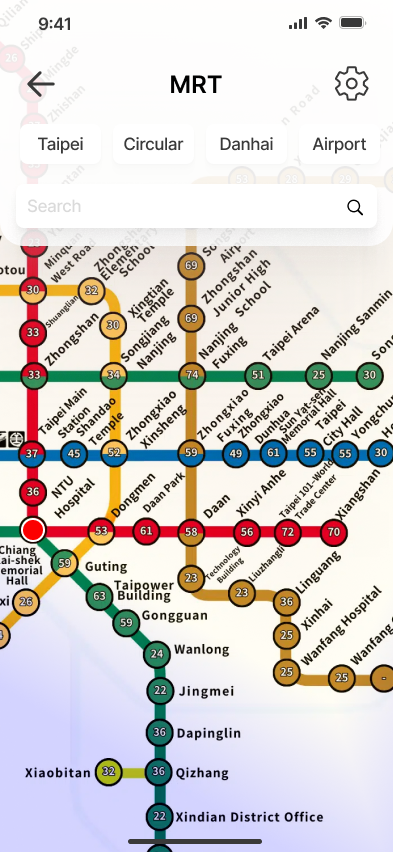 9:41
MRT
Taipei
Circular
Danhai
Airport
Search
West Road
30
32
Elementary
School
69
Zhongshan
Junior High
School
69
33
Shuanglian
30
Xingtian
Temple
Zhongshan
33
Songjiang
Nanjing
34
Nanjing
Fuxing
74
Taipei Arena
51
Nanjing Sanmin
25
30
Taipei Main
Station
37
Shandao
Temple
45
Zhongxiao
Xinsheng
52
Zhongxiao
Fuxing
59
Zhongxiao
Dunhua
49
Sun Yat-sen
Memorial Hall
61
Taipei
City Hall
55
55
30
36
NTU
Hospital
Dongmen
53
Daan Park
61
Daan
58
Xinyi Anhe
56
Taipei 101–World
Trade Center
72
Xiangshan
70
Chiang
Kai-shek
Memorial
Hall
59
Guting
26
Technology
Building
23
Liuzhangli
23
Linguang
36
Xinhai
25
Wanfang Hospital
25
25
-
63
Taipower
Building
59
Gongguan
24
Wanlong
22
Jingmei
36
Dapinglin
Xiaobitan
32
36
Qizhang
22
Xindian District Office